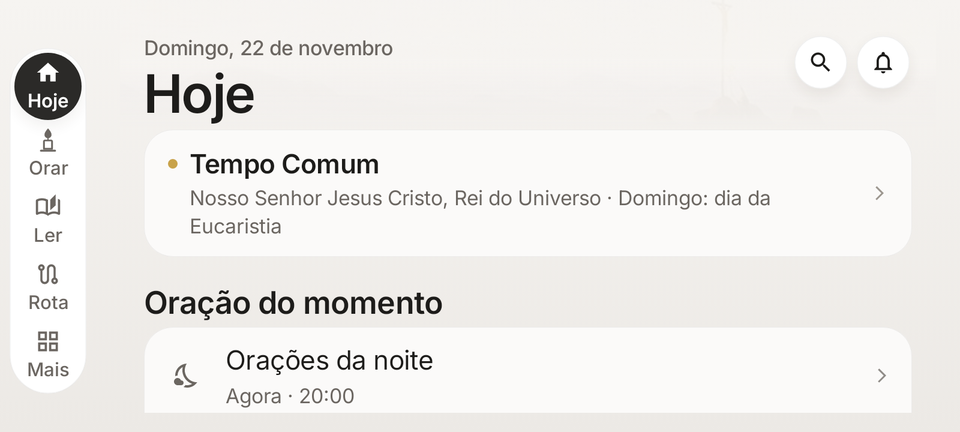 Domingo, 22 de novembro
Hoje
Hoje
Orar
Ler
Rota
Mais
Tempo Comum
Nosso Senhor Jesus Cristo, Rei do Universo · Domingo: dia da
Eucaristia
Oração do momento
Orações da noite
Agora · 20:00